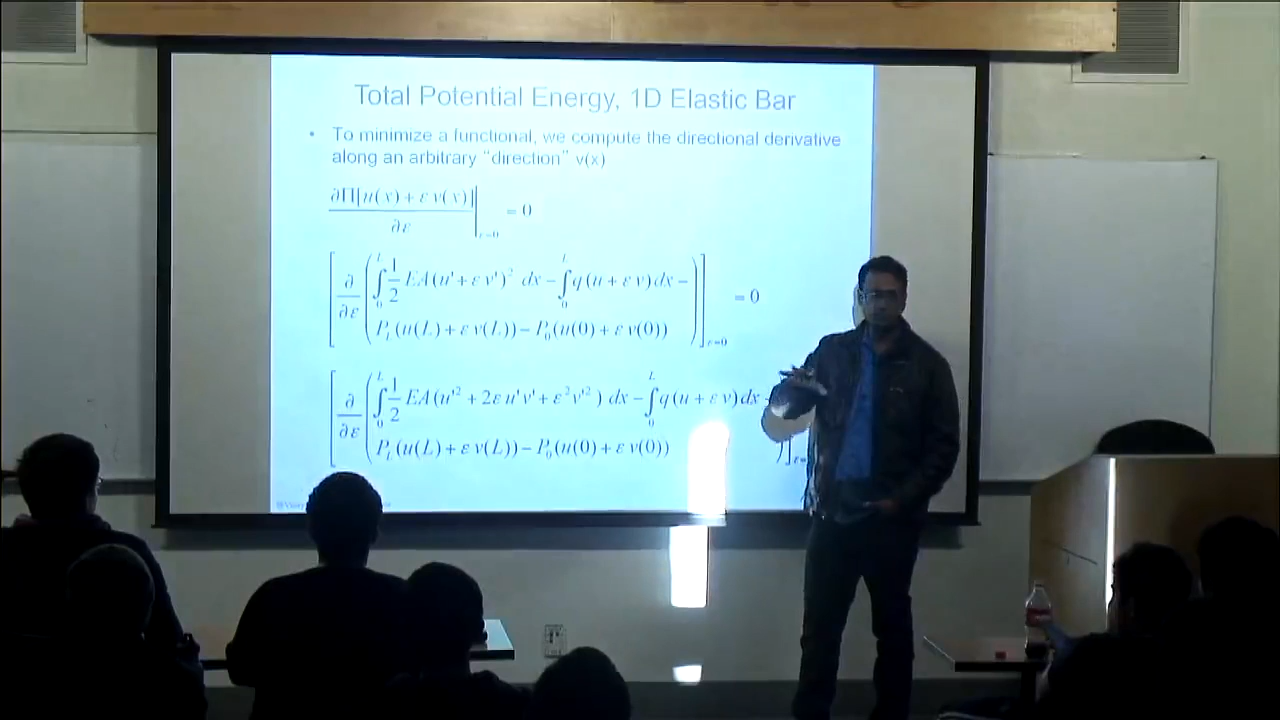 Total Potential Energy, 1D Elastic Bar
• To minimize a functional, we compute the directional derivative
along an arbitrary “direction” v(x)
∂Π[u(x) + ε v(x)] / ∂ε |ε=0 = 0
[ ∂/∂ε ( ∫₀ᴸ 1/2 EA(u' + ε v')² dx − ∫₀ᴸ q(u + ε v)dx −
P_L(u(L) + ε v(L)) − P₀(u(0) + ε v(0)) ) ]ε=0 = 0
[ ∂/∂ε ( ∫₀ᴸ 1/2 EA(u'² + 2ε u'v' + ε²v'²) dx − ∫₀ᴸ q(u + ε v)dx −
P_L(u(L) + ε v(L)) − P₀(u(0) + ε v(0)) ) ]ε=